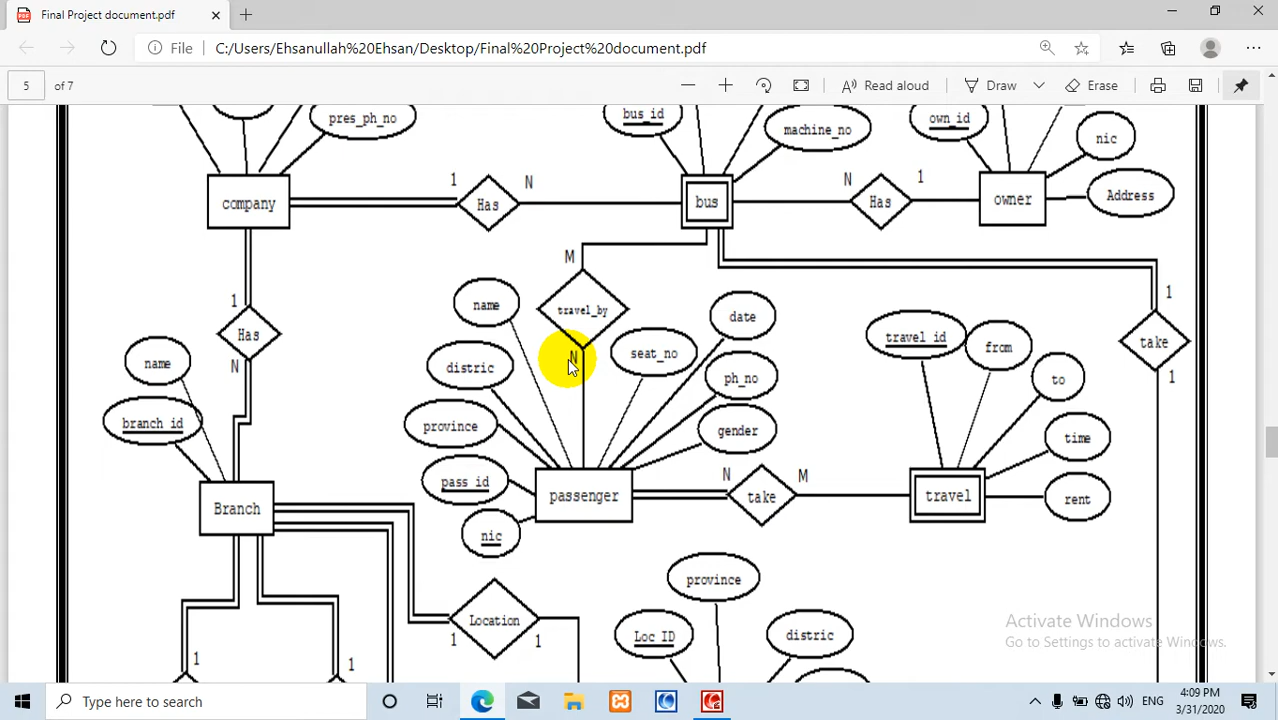 Final Project document.pdf
File
C:/Users/Ehsanullah%20Ehsan/Desktop/Final%20Project%20document.pdf
5
of 7
Read aloud
Draw
Erase
pres_ph_no
bus_id
machine_no
own_id
nic
company
1
Has
N
bus
N
Has
1
owner
Address
M
travel_by
N
1
Has
N
name
name
distric
seat_no
date
ph_no
gender
province
pass id
nic
travel id
from
to
time
rent
1
take
1
branch id
Branch
passenger
N
take
M
travel
Location
1
1
province
Loc ID
distric
1
1
Activate Windows
Go to Settings to activate Windows.
Type here to search
ENG
4:09 PM
3/31/2020